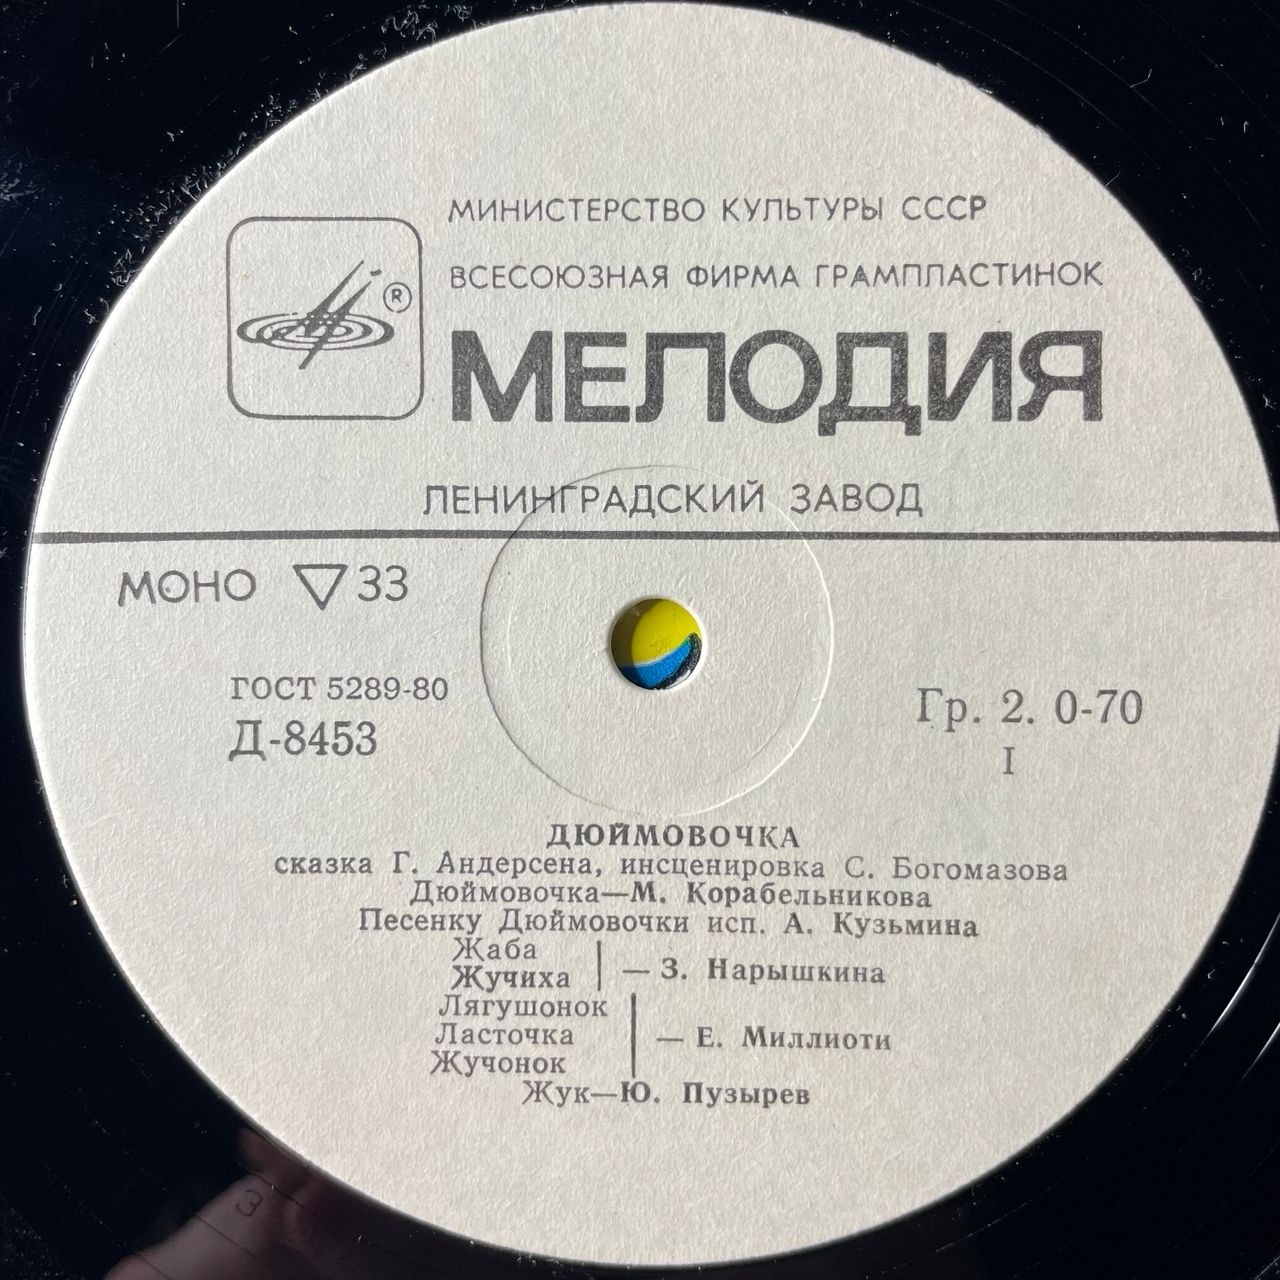 МИНИСТЕРСТВО КУЛЬТУРЫ СССР
ВСЕСОЮЗНАЯ ФИРМА ГРАМПЛАСТИНОК
®
МЕЛОДИЯ
ЛЕНИНГРАДСКИЙ ЗАВОД
МОНО ▽ 33
ГОСТ 5289-80
Д-8453
Гр. 2. 0-70
I
ДЮЙМОВОЧКА
сказка Г. Андерсена, инсценировка С. Богомазова
Дюймовочка—М. Корабельникова
Песенку Дюймовочки исп. А. Кузьмина
Жаба
Жучиха
— З. Нарышкина
Лягушонок
Ласточка
Жучонок
— Е. Миллиоти
Жук—Ю. Пузырев
3